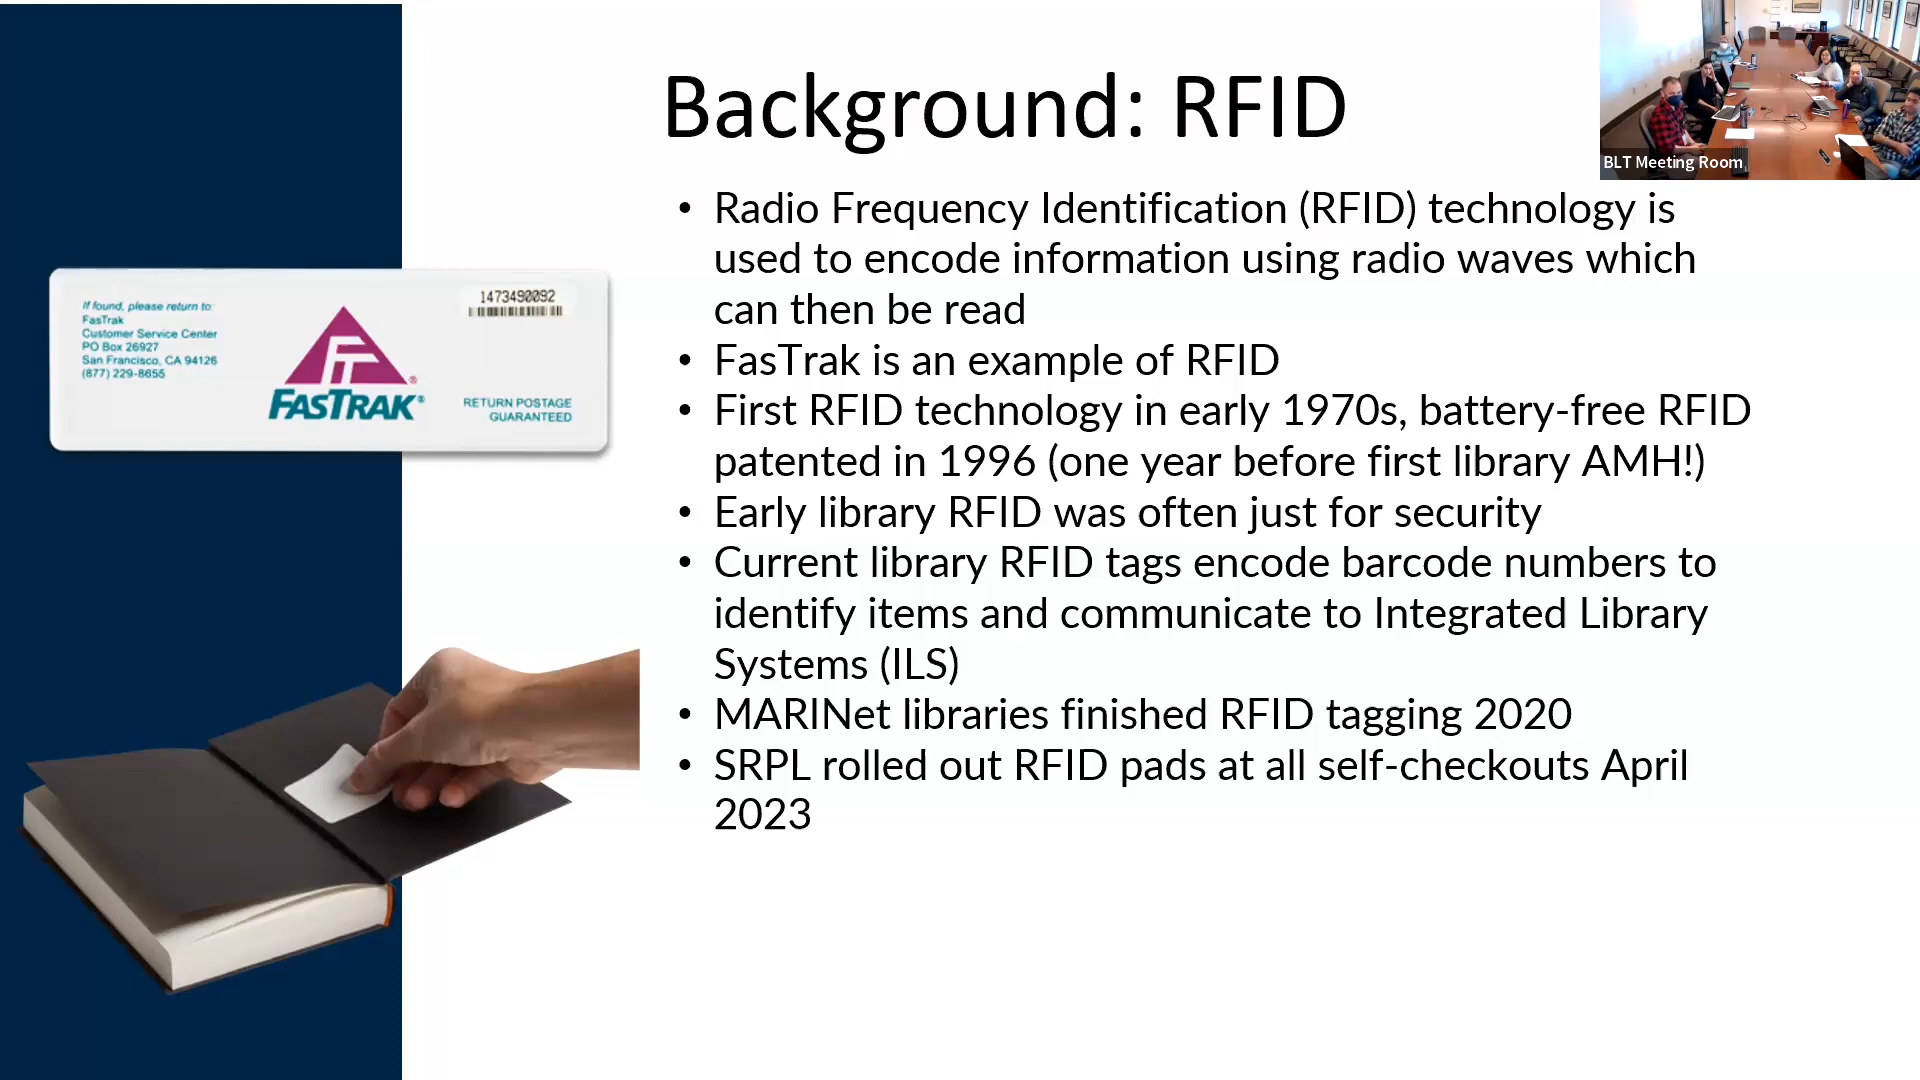 Background: RFID
BLT Meeting Room
If found, please return to:
FasTrak
Customer Service Center
PO Box 26927
San Francisco, CA 94126
(877) 229-8655
1473490092
FT
FASTRAK®
RETURN POSTAGE
GUARANTEED
• Radio Frequency Identification (RFID) technology is
used to encode information using radio waves which
can then be read
• FasTrak is an example of RFID
• First RFID technology in early 1970s, battery-free RFID
patented in 1996 (one year before first library AMH!)
• Early library RFID was often just for security
• Current library RFID tags encode barcode numbers to
identify items and communicate to Integrated Library
Systems (ILS)
• MARINet libraries finished RFID tagging 2020
• SRPL rolled out RFID pads at all self-checkouts April
2023